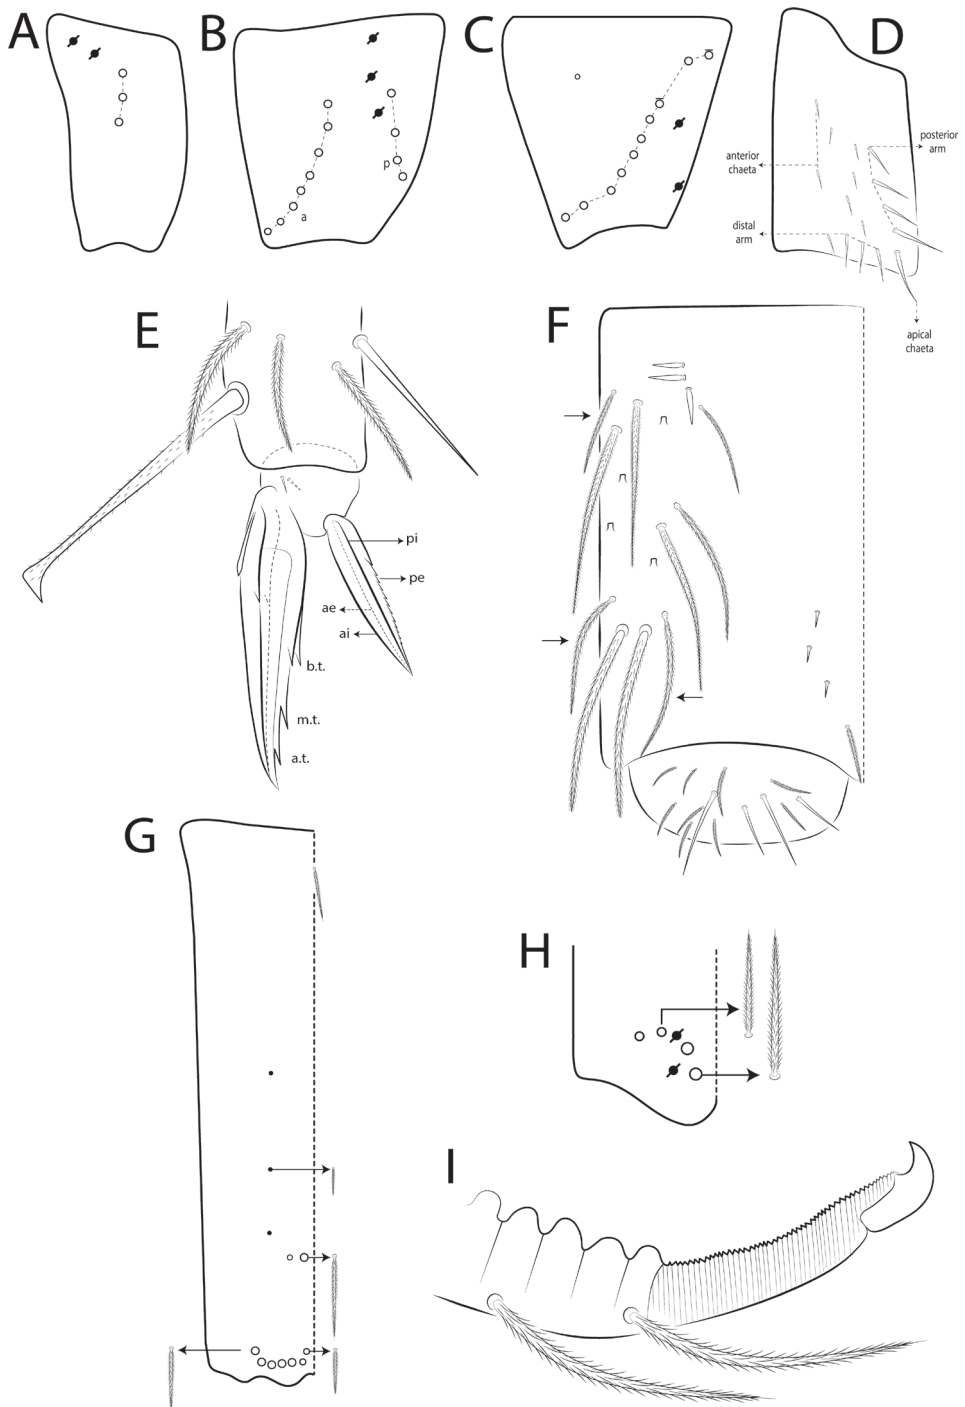 A
B
C
D
a
p
anterior
chaeta
posterior
arm
distal
arm
apical
chaeta
E
pi
pe
ae
ai
b.t.
m.t.
a.t.
F
G
H
I